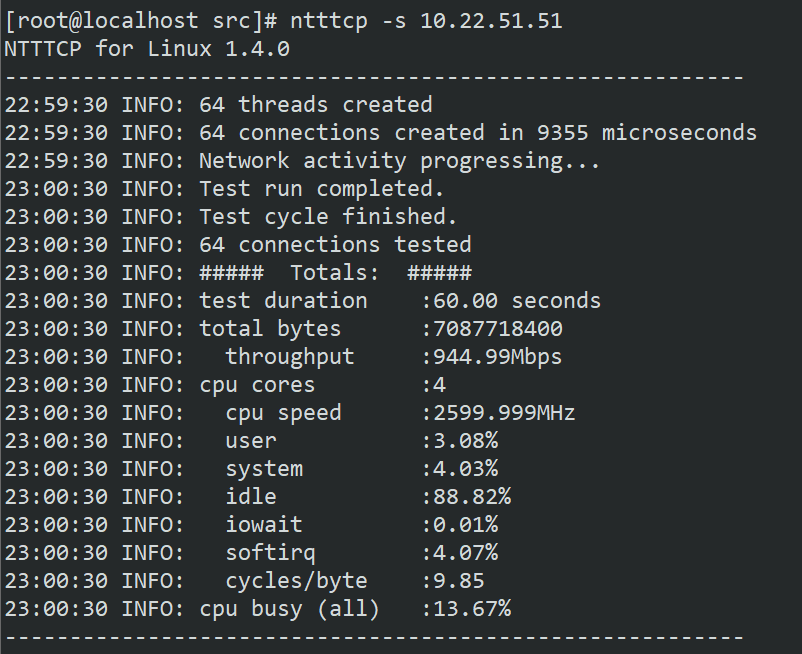 [root@localhost src]# ntttcp -s 10.22.51.51
NTTTCP for Linux 1.4.0
---------------------------------------------------------
22:59:30 INFO: 64 threads created
22:59:30 INFO: 64 connections created in 9355 microseconds
22:59:30 INFO: Network activity progressing...
23:00:30 INFO: Test run completed.
23:00:30 INFO: Test cycle finished.
23:00:30 INFO: 64 connections tested
23:00:30 INFO: #####  Totals:  #####
23:00:30 INFO: test duration    :60.00 seconds
23:00:30 INFO: total bytes      :7087718400
23:00:30 INFO:   throughput     :944.99Mbps
23:00:30 INFO: cpu cores        :4
23:00:30 INFO:   cpu speed      :2599.999MHz
23:00:30 INFO:   user           :3.08%
23:00:30 INFO:   system         :4.03%
23:00:30 INFO:   idle           :88.82%
23:00:30 INFO:   iowait         :0.01%
23:00:30 INFO:   softirq        :4.07%
23:00:30 INFO:   cycles/byte    :9.85
23:00:30 INFO: cpu busy (all)   :13.67%
---------------------------------------------------------